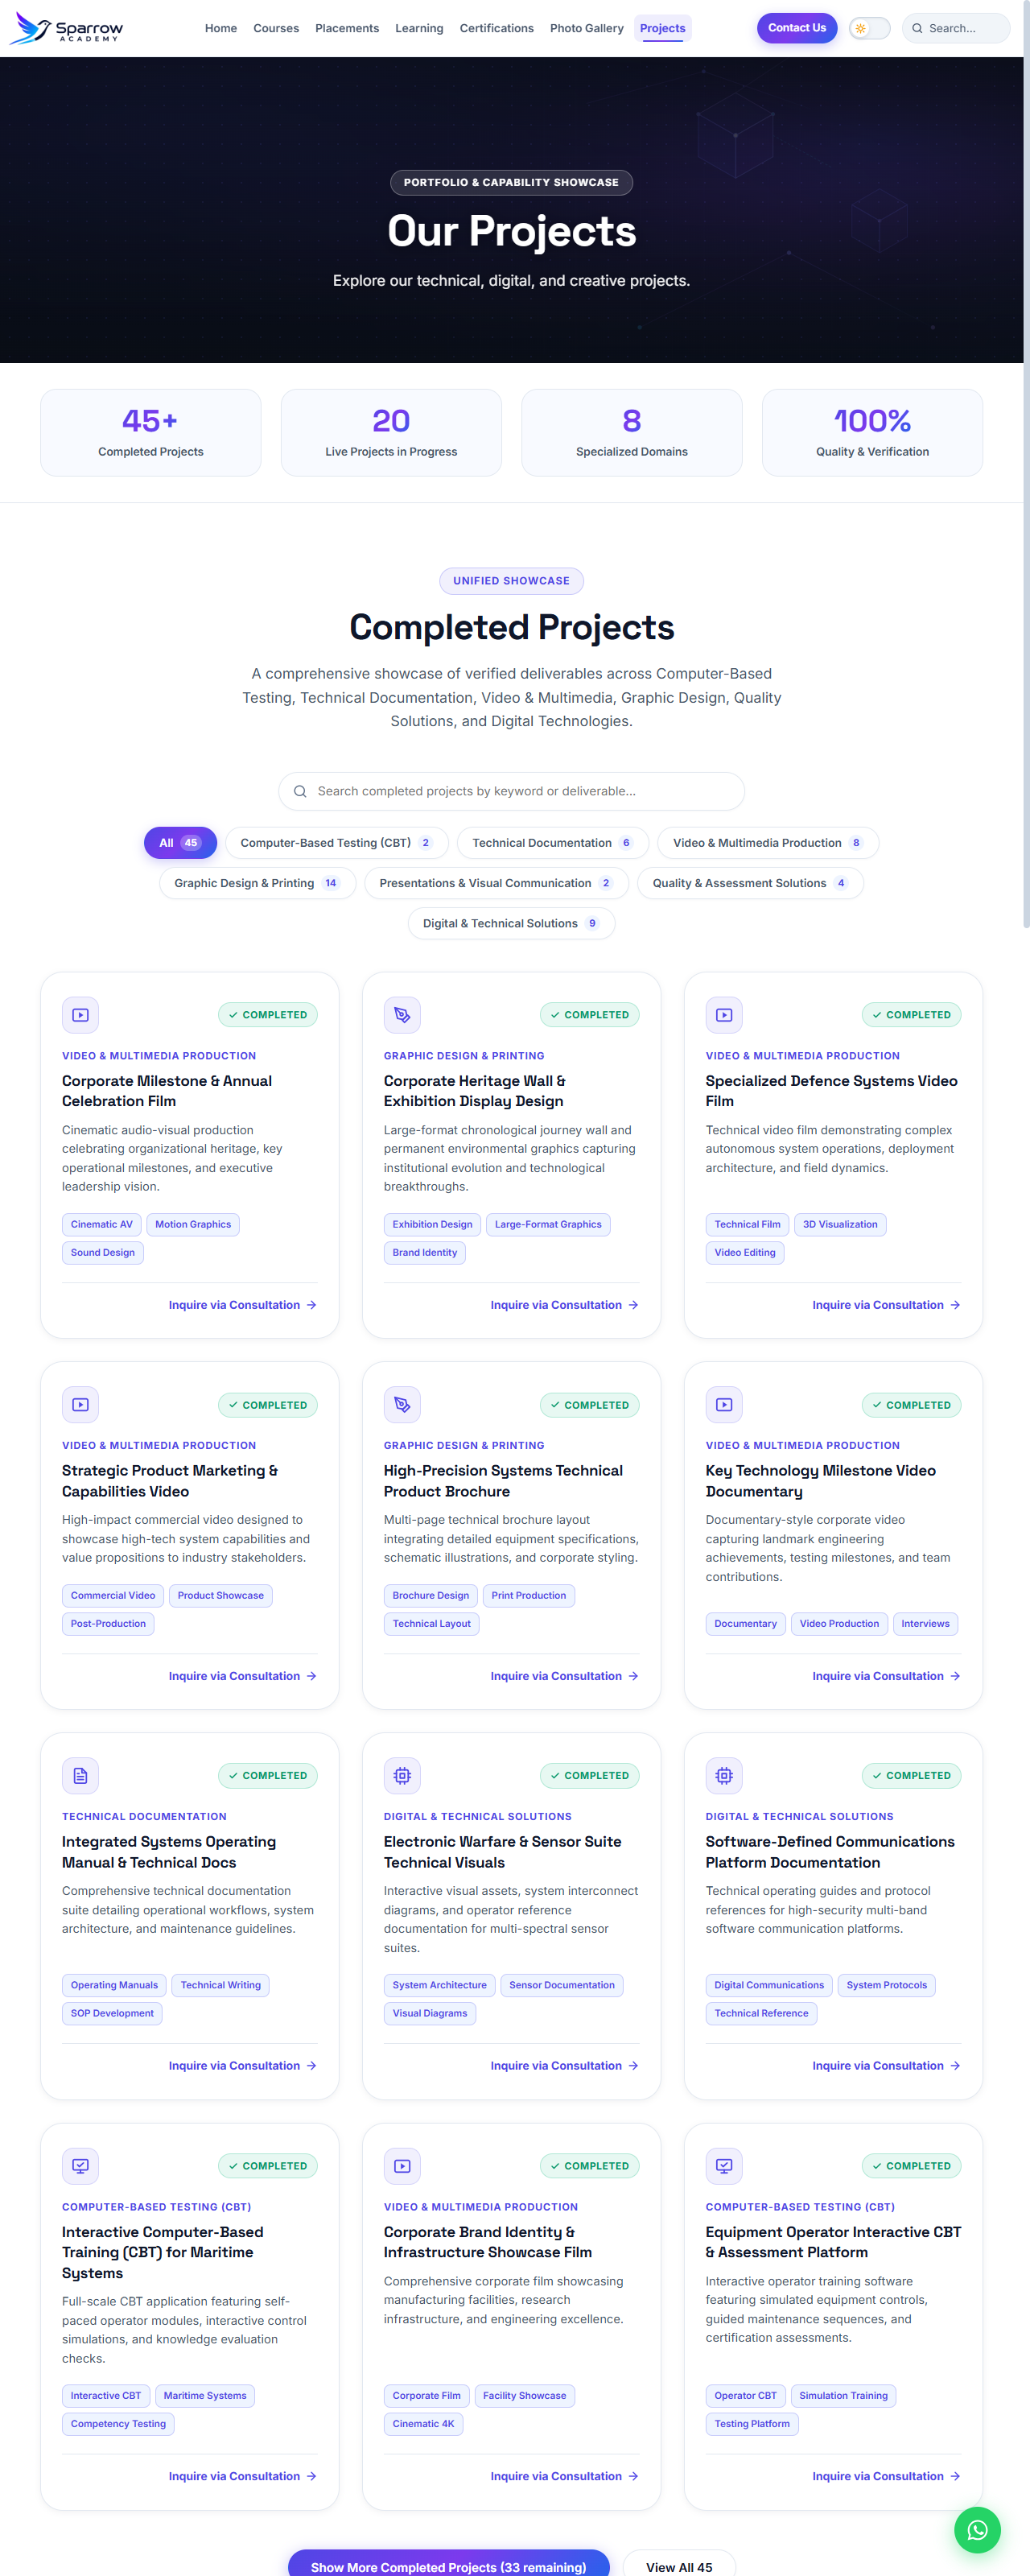 Sparrow
ACADEMY
Home Courses Placements Learning Certifications Photo Gallery Projects
Contact Us
Search...
PORTFOLIO & CAPABILITY SHOWCASE
Our Projects
Explore our technical, digital, and creative projects.
45+ 20 8 100%
Completed Projects Live Projects in Progress Specialized Domains Quality & Verification
UNIFIED SHOWCASE
Completed Projects
A comprehensive showcase of verified deliverables across Computer-Based
Testing, Technical Documentation, Video & Multimedia, Graphic Design, Quality
Solutions, and Digital Technologies.
Search completed projects by keyword or deliverable...
All 45 Computer-Based Testing (CBT) 2 Technical Documentation 6 Video & Multimedia Production 8
Graphic Design & Printing 14 Presentations & Visual Communication 2 Quality & Assessment Solutions 4
Digital & Technical Solutions 9
COMPLETED
VIDEO & MULTIMEDIA PRODUCTION
Corporate Milestone & Annual
Celebration Film
Cinematic audio-visual production
celebrating organizational heritage, key
operational milestones, and executive
leadership vision.
Cinematic AV Motion Graphics
Sound Design
Inquire via Consultation
COMPLETED
GRAPHIC DESIGN & PRINTING
Corporate Heritage Wall &
Exhibition Display Design
Large-format chronological journey wall and
permanent environmental graphics capturing
institutional evolution and technological
breakthroughs.
Exhibition Design Large-Format Graphics
Brand Identity
Inquire via Consultation
COMPLETED
VIDEO & MULTIMEDIA PRODUCTION
Specialized Defence Systems Video
Film
Technical video film demonstrating complex
autonomous system operations, deployment
architecture, and field dynamics.
Technical Film 3D Visualization
Video Editing
Inquire via Consultation
COMPLETED
VIDEO & MULTIMEDIA PRODUCTION
Strategic Product Marketing &
Capabilities Video
High-impact commercial video designed to
showcase high-tech system capabilities and
value propositions to industry stakeholders.
Commercial Video Product Showcase
Post-Production
Inquire via Consultation
COMPLETED
GRAPHIC DESIGN & PRINTING
High-Precision Systems Technical
Product Brochure
Multi-page technical brochure layout
integrating detailed equipment specifications,
schematic illustrations, and corporate styling.
Brochure Design Print Production
Technical Layout
Inquire via Consultation
COMPLETED
VIDEO & MULTIMEDIA PRODUCTION
Key Technology Milestone Video
Documentary
Documentary-style corporate video
capturing landmark engineering
achievements, testing milestones, and team
contributions.
Documentary Video Production Interviews
Inquire via Consultation
COMPLETED
TECHNICAL DOCUMENTATION
Integrated Systems Operating
Manual & Technical Docs
Comprehensive technical documentation
suite detailing operational workflows, system
architecture, and maintenance guidelines.
Operating Manuals Technical Writing
SOP Development
Inquire via Consultation
COMPLETED
DIGITAL & TECHNICAL SOLUTIONS
Electronic Warfare & Sensor Suite
Technical Visuals
Interactive visual assets, system interconnect
diagrams, and operator reference
documentation for multi-spectral sensor
suites.
System Architecture Sensor Documentation
Visual Diagrams
Inquire via Consultation
COMPLETED
DIGITAL & TECHNICAL SOLUTIONS
Software-Defined Communications
Platform Documentation
Technical operating guides and protocol
references for high-security multi-band
software communication platforms.
Digital Communications System Protocols
Technical Reference
Inquire via Consultation
COMPLETED
COMPUTER-BASED TESTING (CBT)
Interactive Computer-Based
Training (CBT) for Maritime
Systems
Full-scale CBT application featuring self-
paced operator modules, interactive control
simulations, and knowledge evaluation
checks.
Interactive CBT Maritime Systems
Competency Testing
Inquire via Consultation
COMPLETED
VIDEO & MULTIMEDIA PRODUCTION
Corporate Brand Identity &
Infrastructure Showcase Film
Comprehensive corporate film showcasing
manufacturing facilities, research
infrastructure, and engineering excellence.
Corporate Film Facility Showcase
Cinematic 4K
Inquire via Consultation
COMPLETED
COMPUTER-BASED TESTING (CBT)
Equipment Operator Interactive CBT
& Assessment Platform
Interactive operator training software
featuring simulated equipment controls,
guided maintenance sequences, and
certification assessments.
Operator CBT Simulation Training
Testing Platform
Inquire via Consultation
Show More Completed Projects (33 remaining) View All 45